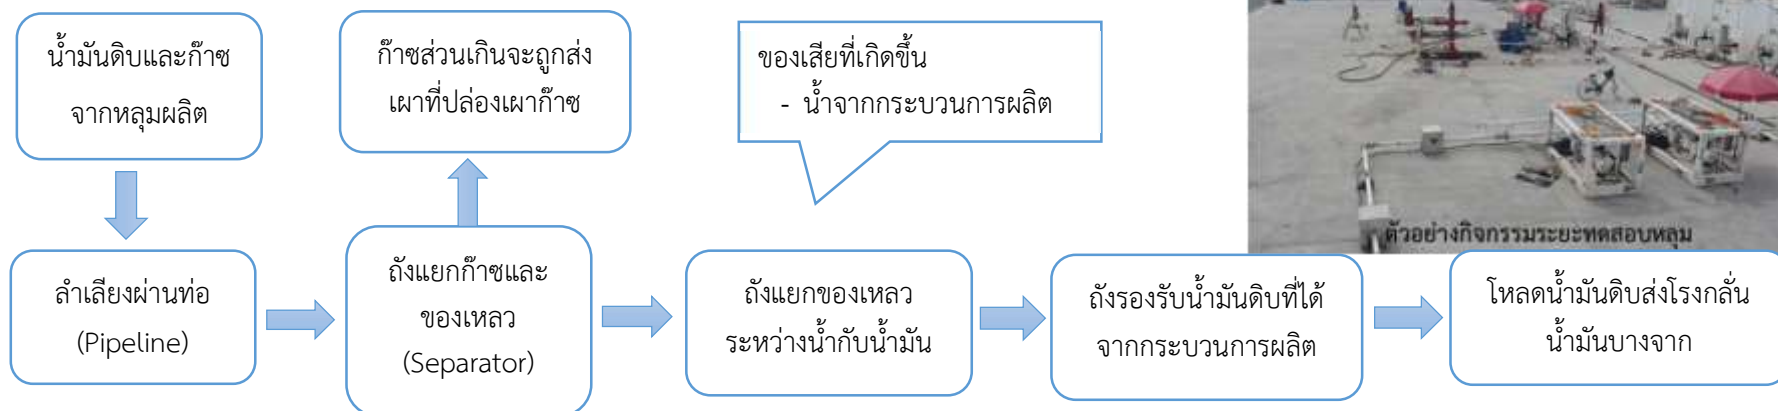 น้ำมันดิบและก๊าซ
จากหลุมผลิต
ก๊าซส่วนเกินจะถูกส่ง
เผาที่ปล่องเผาก๊าซ
ของเสียที่เกิดขึ้น
- น้ำจากกระบวนการผลิต
ตัวอย่างกิจกรรมระยะทดสอบหลุม
ลำเลียงผ่านท่อ
(Pipeline)
ถังแยกก๊าซและ
ของเหลว
(Separator)
ถังแยกของเหลว
ระหว่างน้ำกับน้ำมัน
ถังรองรับน้ำมันดิบที่ได้
จากกระบวนการผลิต
โหลดน้ำมันดิบส่งโรงกลั่น
น้ำมันบางจาก